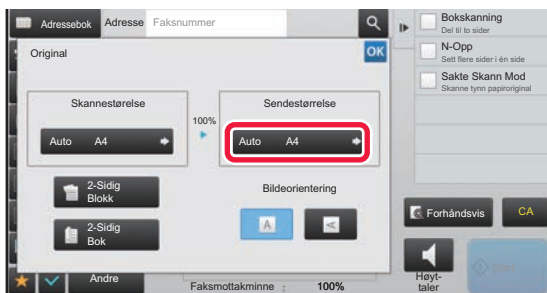 Adressebok Adresse Faksnummer
Original
OK
Skannestørelse
Auto A4
100%
Sendestørrelse
Auto A4
2-Sidig
Blokk
2-Sidig
Bok
Bildeorientering
A
A
Andre
Faksmottakminne : 100%
Bokskanning
Del til to sider
N-Opp
Sett flere sider i én side
Sakte Skann Mod
Skanne tynn papiroriginal
Forhåndsvis
CA
Høyt-
taler
Start